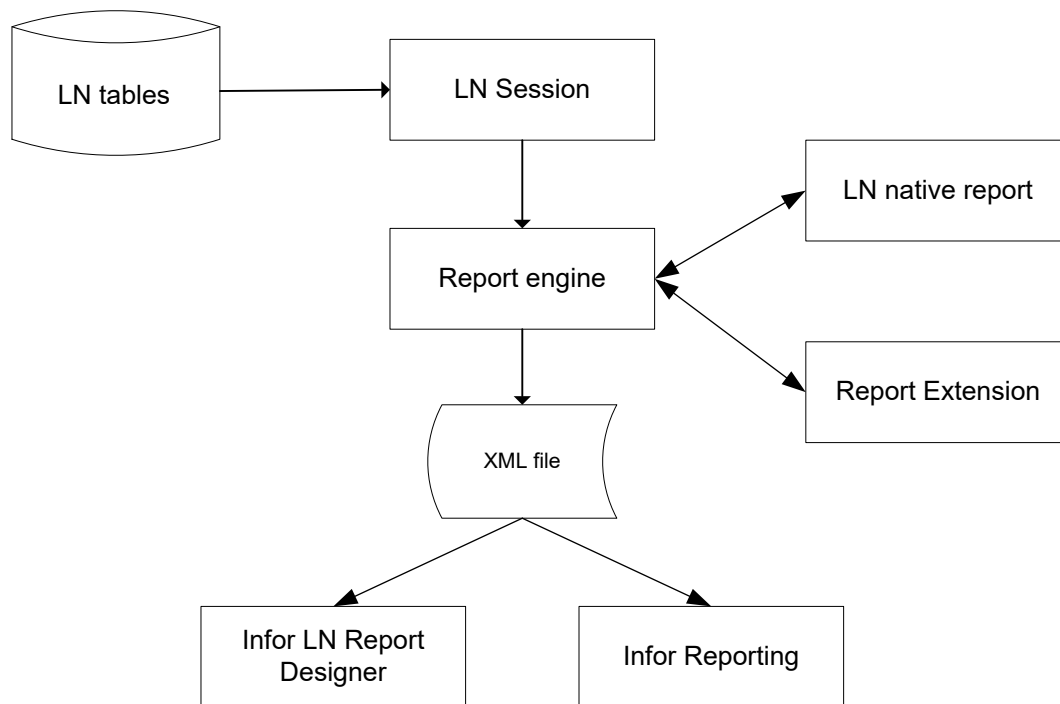 LN tables
LN Session
LN native report
Report engine
Report Extension
XML file
Infor LN Report
Designer
Infor Reporting